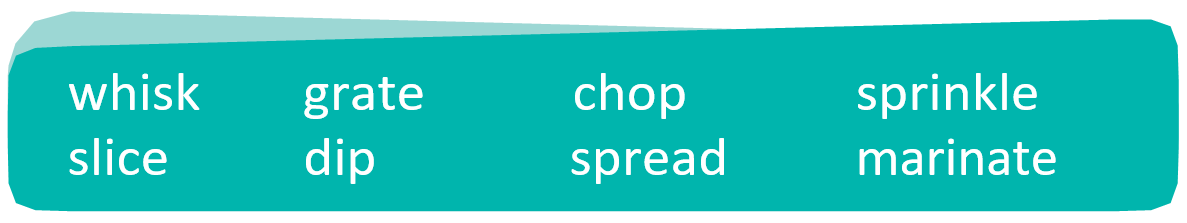 whisk grate chop sprinkle
slice dip spread marinate